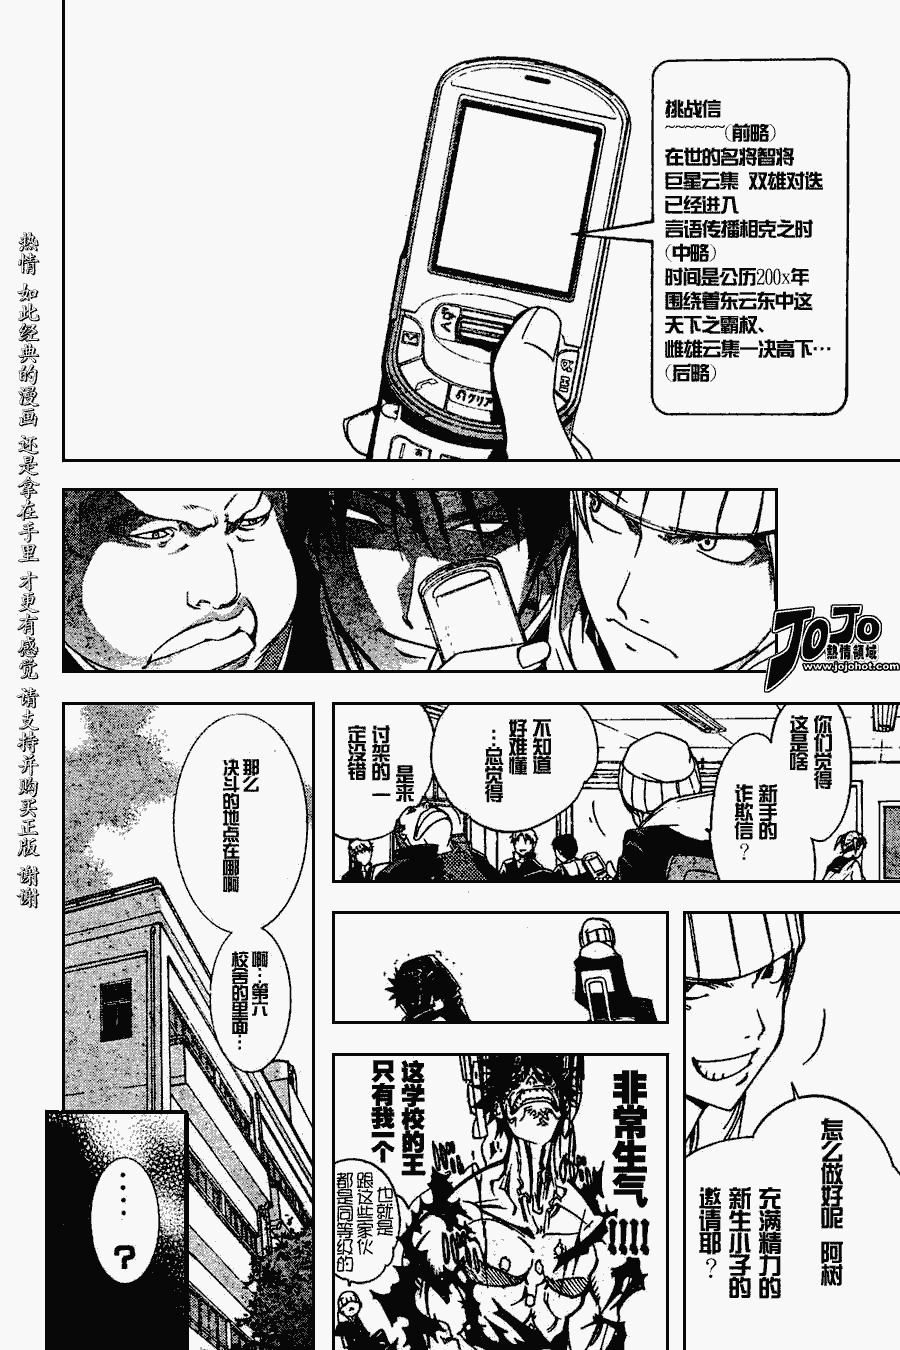 挑战信
~~~~~~(前略)
在世的名将智将
巨星云集 双雄对迭
已经进入
言语传播相克之时
(中略)
时间是公历200x年
围绕着东云东中这
天下之霸权、
雌雄云集一决高下…
(后略)
クリア
JOJO
熱情領域
www.jojohot.com
你们觉得
这是啥
新手的
诈欺信?
不知道
好难懂
…总觉得
是来
讨架的一
定没错
那么
决斗的地点在哪啊
啊…第六
校舍的里面…
怎么做好呢 阿树
充满精力的
新生小子的
邀请耶?
非常生气!!!!
这学校的王
只有我一个
也就是
跟这些家伙
都是同等级的
……?
热情 如此经典的漫画 还是拿在手里 才更有感觉 请支持并购买正版 谢谢